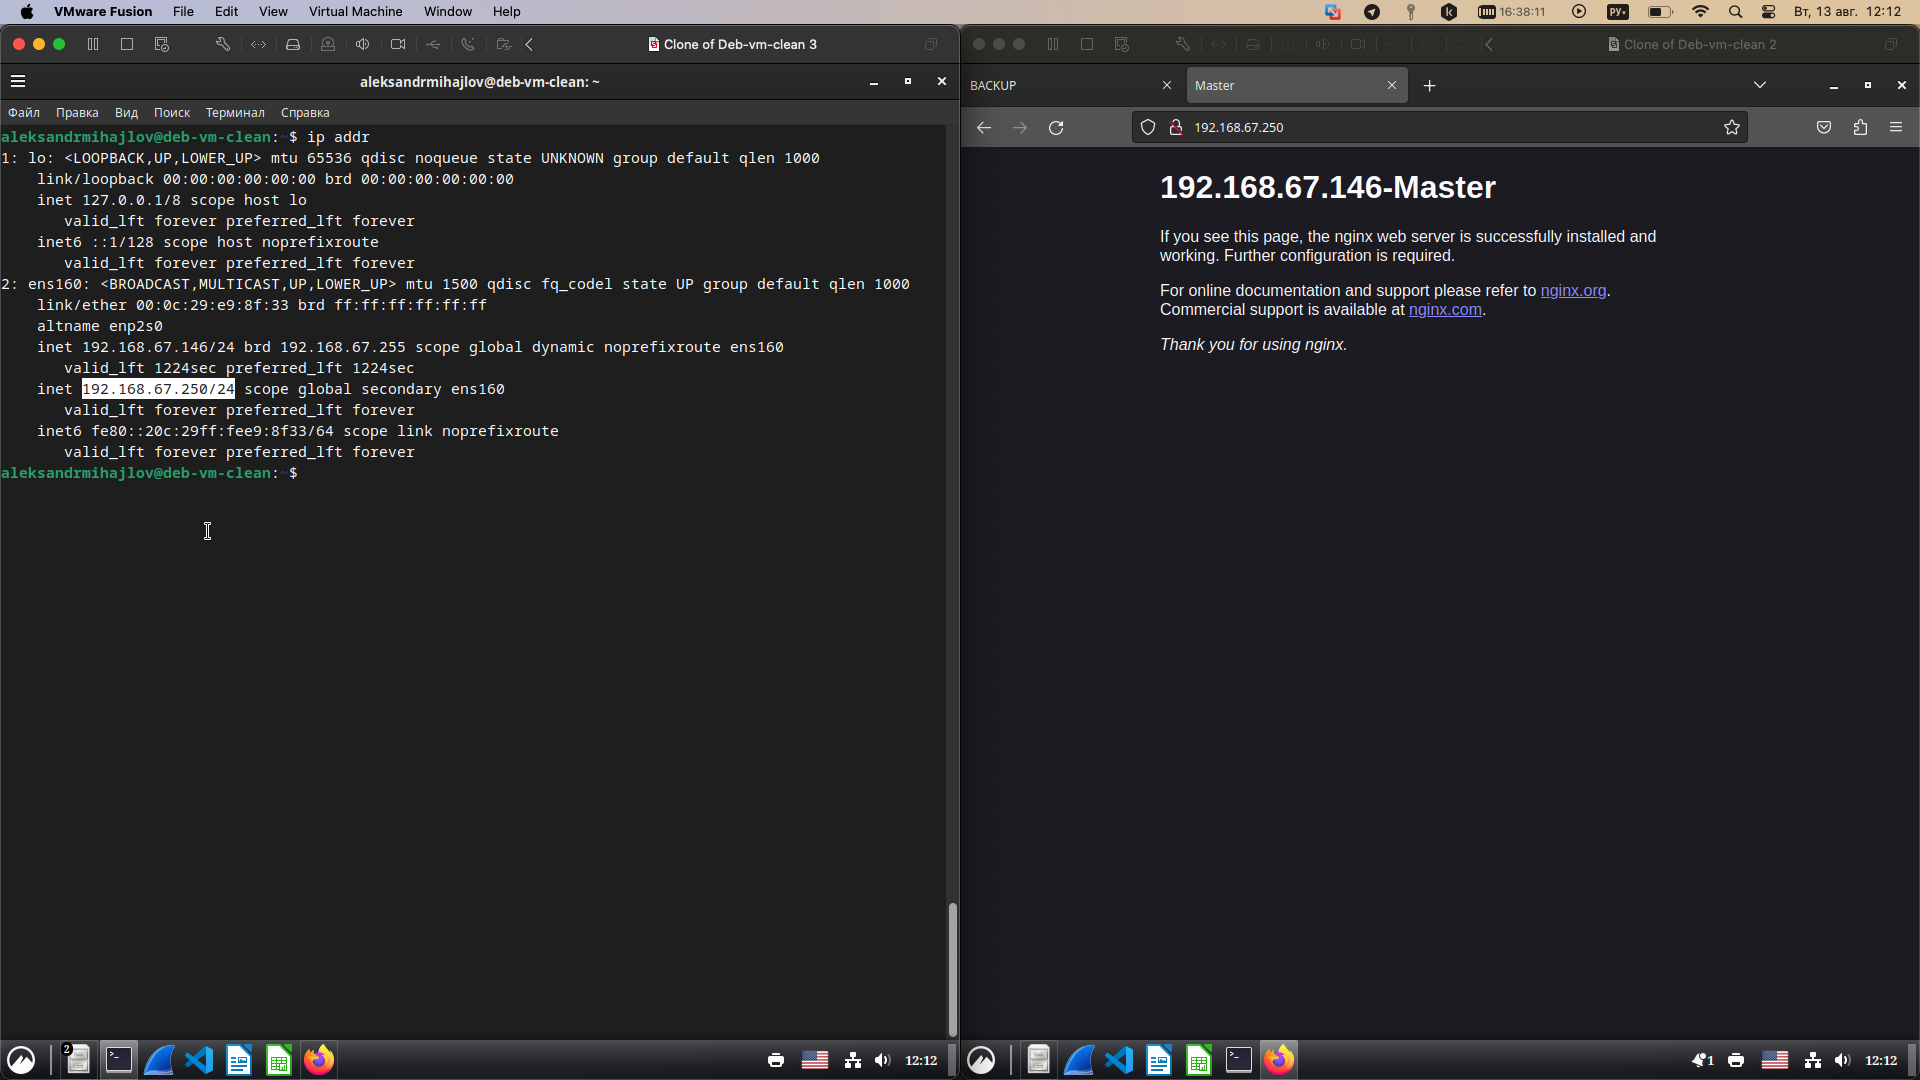 VMware Fusion File Edit View Virtual Machine Window Help 16:38:11 РУ Вт, 13 авг. 12:12
Clone of Deb-vm-clean 3
aleksandrmihajlov@deb-vm-clean: ~
Файл Правка Вид Поиск Терминал Справка
aleksandrmihajlov@deb-vm-clean:~$ ip addr
1: lo: <LOOPBACK,UP,LOWER_UP> mtu 65536 qdisc noqueue state UNKNOWN group default qlen 1000
link/loopback 00:00:00:00:00:00 brd 00:00:00:00:00:00
inet 127.0.0.1/8 scope host lo
valid_lft forever preferred_lft forever
inet6 ::1/128 scope host noprefixroute
valid_lft forever preferred_lft forever
2: ens160: <BROADCAST,MULTICAST,UP,LOWER_UP> mtu 1500 qdisc fq_codel state UP group default qlen 1000
link/ether 00:0c:29:e9:8f:33 brd ff:ff:ff:ff:ff:ff
altname enp2s0
inet 192.168.67.146/24 brd 192.168.67.255 scope global dynamic noprefixroute ens160
valid_lft 1224sec preferred_lft 1224sec
inet 192.168.67.250/24 scope global secondary ens160
valid_lft forever preferred_lft forever
inet6 fe80::20c:29ff:fee9:8f33/64 scope link noprefixroute
valid_lft forever preferred_lft forever
aleksandrmihajlov@deb-vm-clean:~$
2
12:12
Clone of Deb-vm-clean 2
BACKUP
Master
192.168.67.250
192.168.67.146-Master
If you see this page, the nginx web server is successfully installed and
working. Further configuration is required.
For online documentation and support please refer to nginx.org.
Commercial support is available at nginx.com.
Thank you for using nginx.
1
12:12